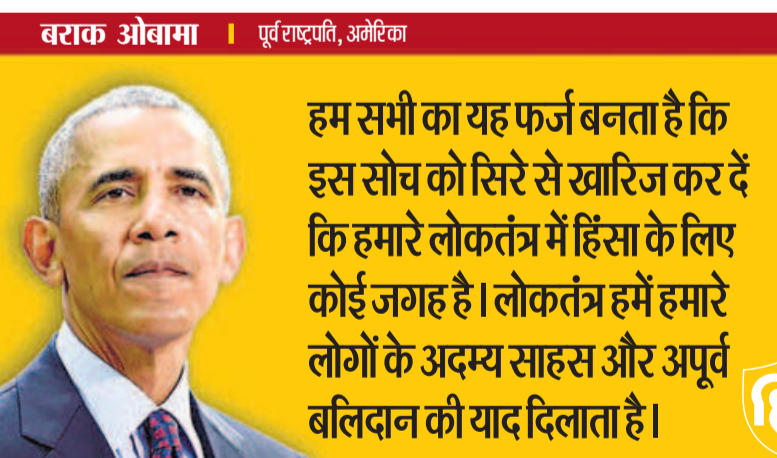 बराक ओबामा | पूर्व राष्ट्रपति, अमेरिका
हम सभी का यह फर्ज बनता है कि
इस सोच को सिरे से खारिज कर दें
कि हमारे लोकतंत्र में हिंसा के लिए
कोई जगह है। लोकतंत्र हमें हमारे
लोगों के अदम्य साहस और अपूर्व
बलिदान की याद दिलाता है।